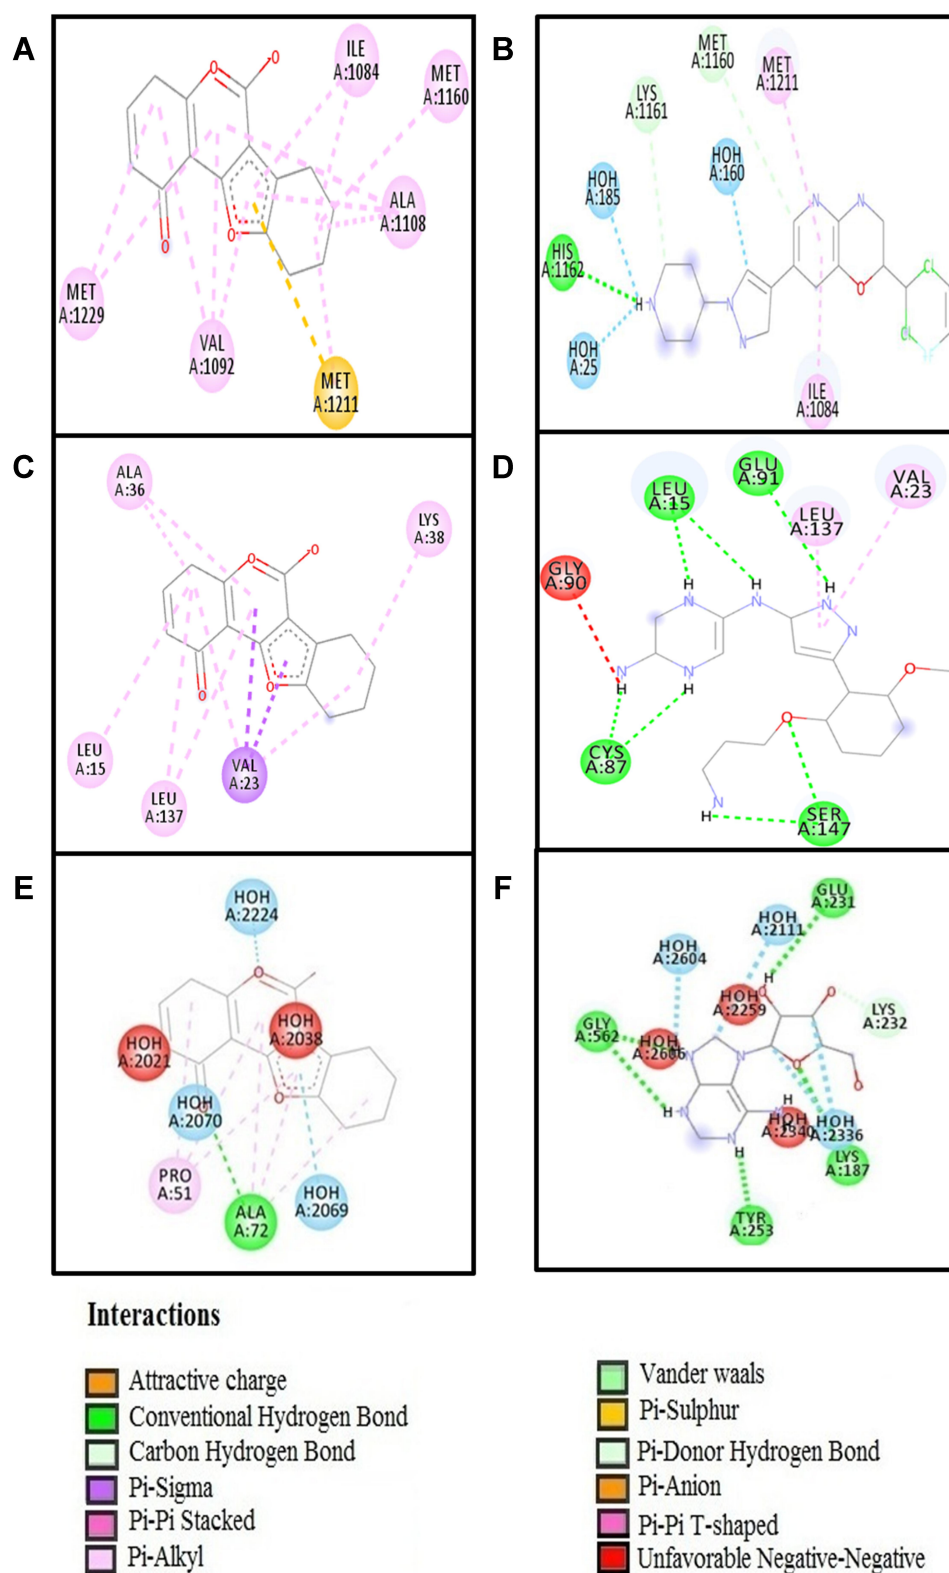 A
ILE
A:1084
MET
A:1160
ALA
A:1108
MET
A:1229
VAL
A:1092
MET
A:1211
O
O
O
O
B
MET
A:1160
MET
A:1211
LYS
A:1161
HOH
A:160
HOH
A:185
HIS
A:1162
HOH
A:25
ILE
A:1084
H
N
N
N
N
N
O
Cl
Cl
C
ALA
A:36
LYS
A:38
LEU
A:15
LEU
A:137
VAL
A:23
O
O
O
O
D
LEU
A:15
GLU
A:91
VAL
A:23
LEU
A:137
GLY
A:90
CYS
A:87
SER
A:147
H
N
H
N
H
N
N
N
H
N
H
O
O
N
H
E
HOH
A:2224
HOH
A:2038
HOH
A:2021
HOH
A:2070
PRO
A:51
ALA
A:72
HOH
A:2069
O
O
F
GLU
A:231
HOH
A:2111
HOH
A:2604
HOH
A:2259
LYS
A:232
GLY
A:562
HOH
A:2606
HOH
A:2340
HOH
A:2336
LYS
A:187
TYR
A:253
H
O
O
O
O
H
N
N
H
N
N
H
H
Interactions
Attractive charge
Conventional Hydrogen Bond
Carbon Hydrogen Bond
Pi-Sigma
Pi-Pi Stacked
Pi-Alkyl
Vander waals
Pi-Sulphur
Pi-Donor Hydrogen Bond
Pi-Anion
Pi-Pi T-shaped
Unfavorable Negative-Negative